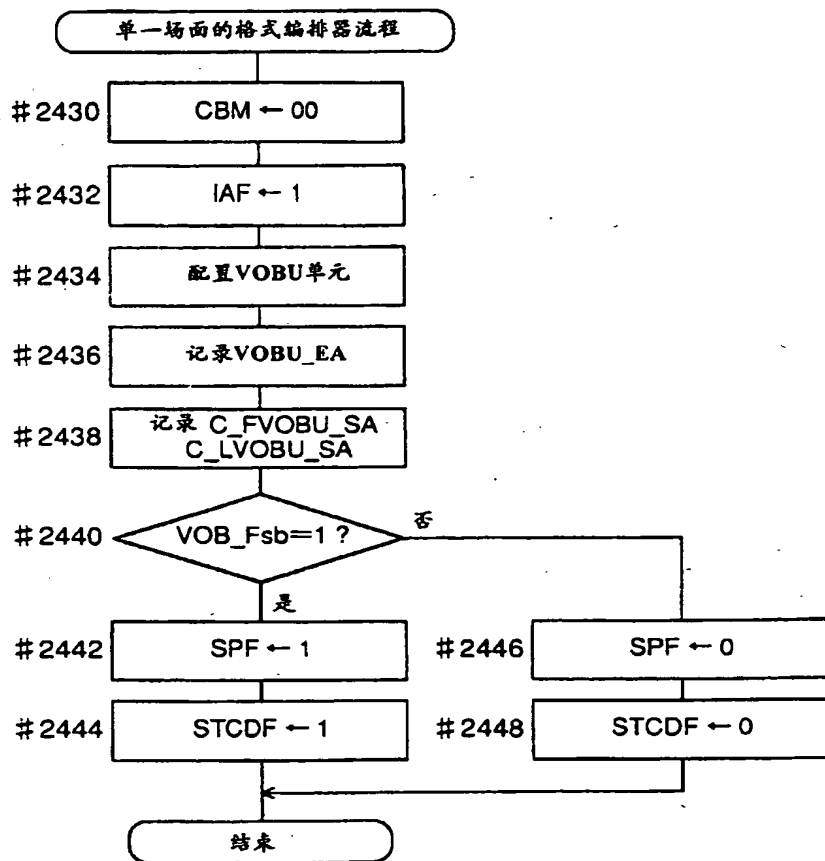 单一场面的格式编排器流程
#2430 CBM ← 00
#2432 IAF ← 1
#2434 配置VOBU单元
#2436 记录VOBU_EA
#2438 记录 C_FVOBU_SA
C_LVOBU_SA
#2440 VOB_Fsb=1 ?
否
是
#2442 SPF ← 1
#2446 SPF ← 0
#2444 STCDF ← 1
#2448 STCDF ← 0
结束